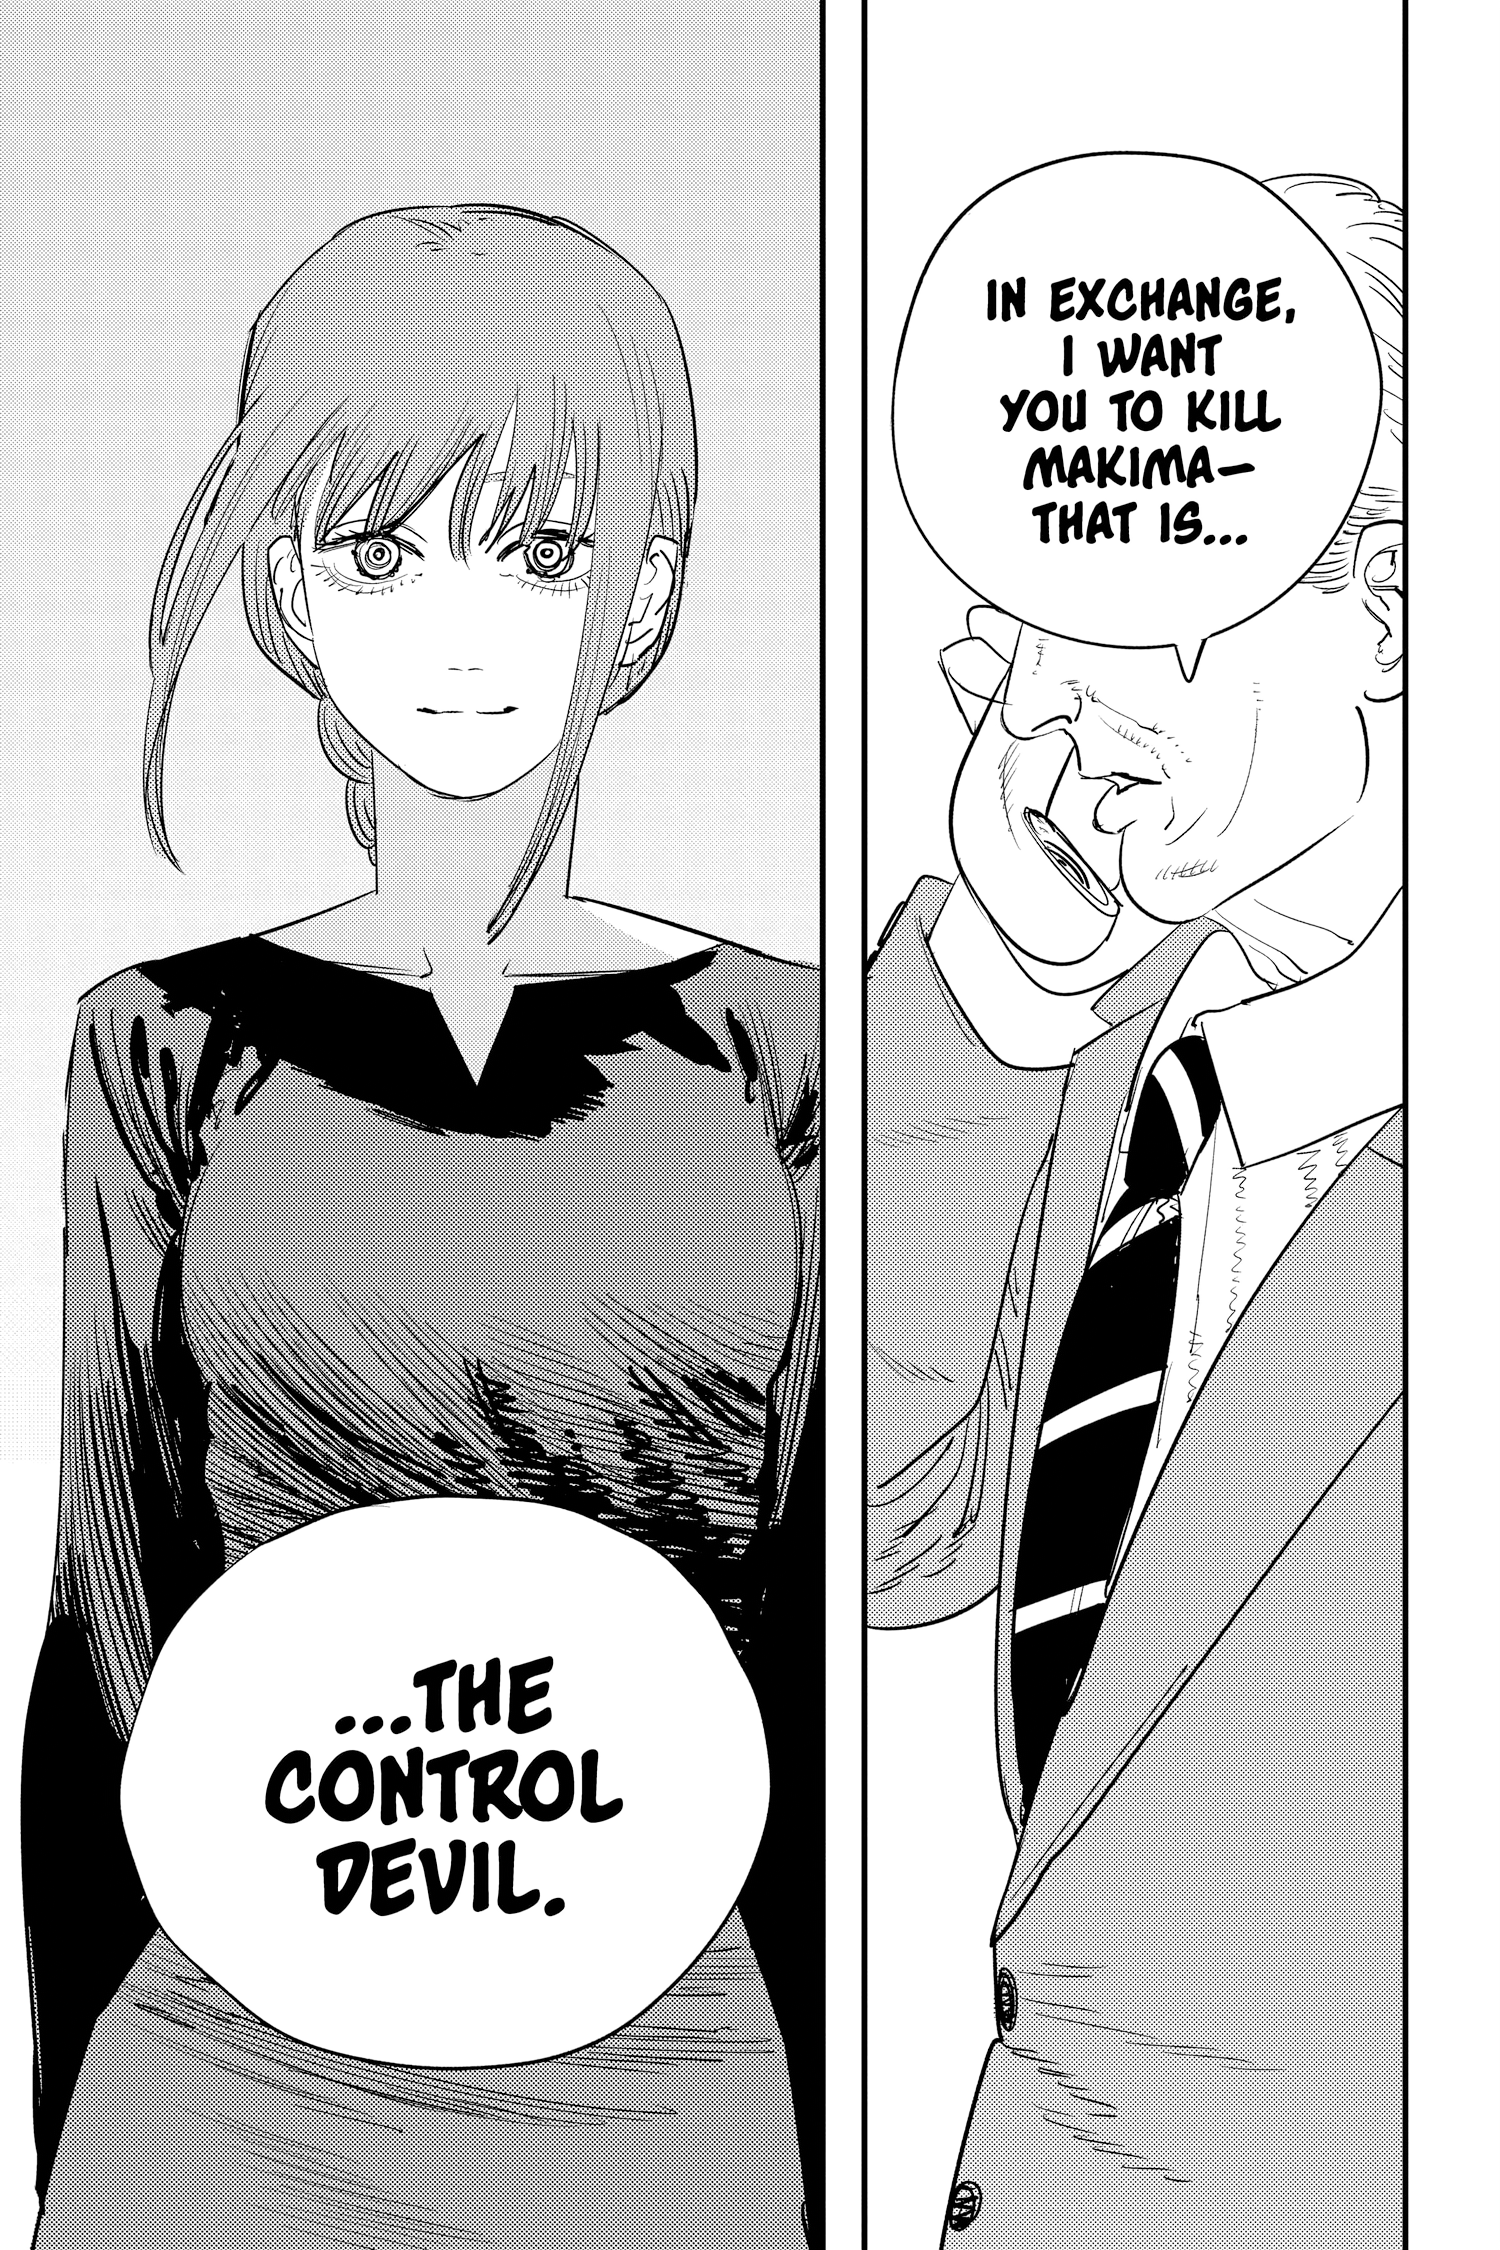 IN EXCHANGE,
I WANT
YOU TO KILL
MAKIMA—
THAT IS...
...THE
CONTROL
DEVIL.